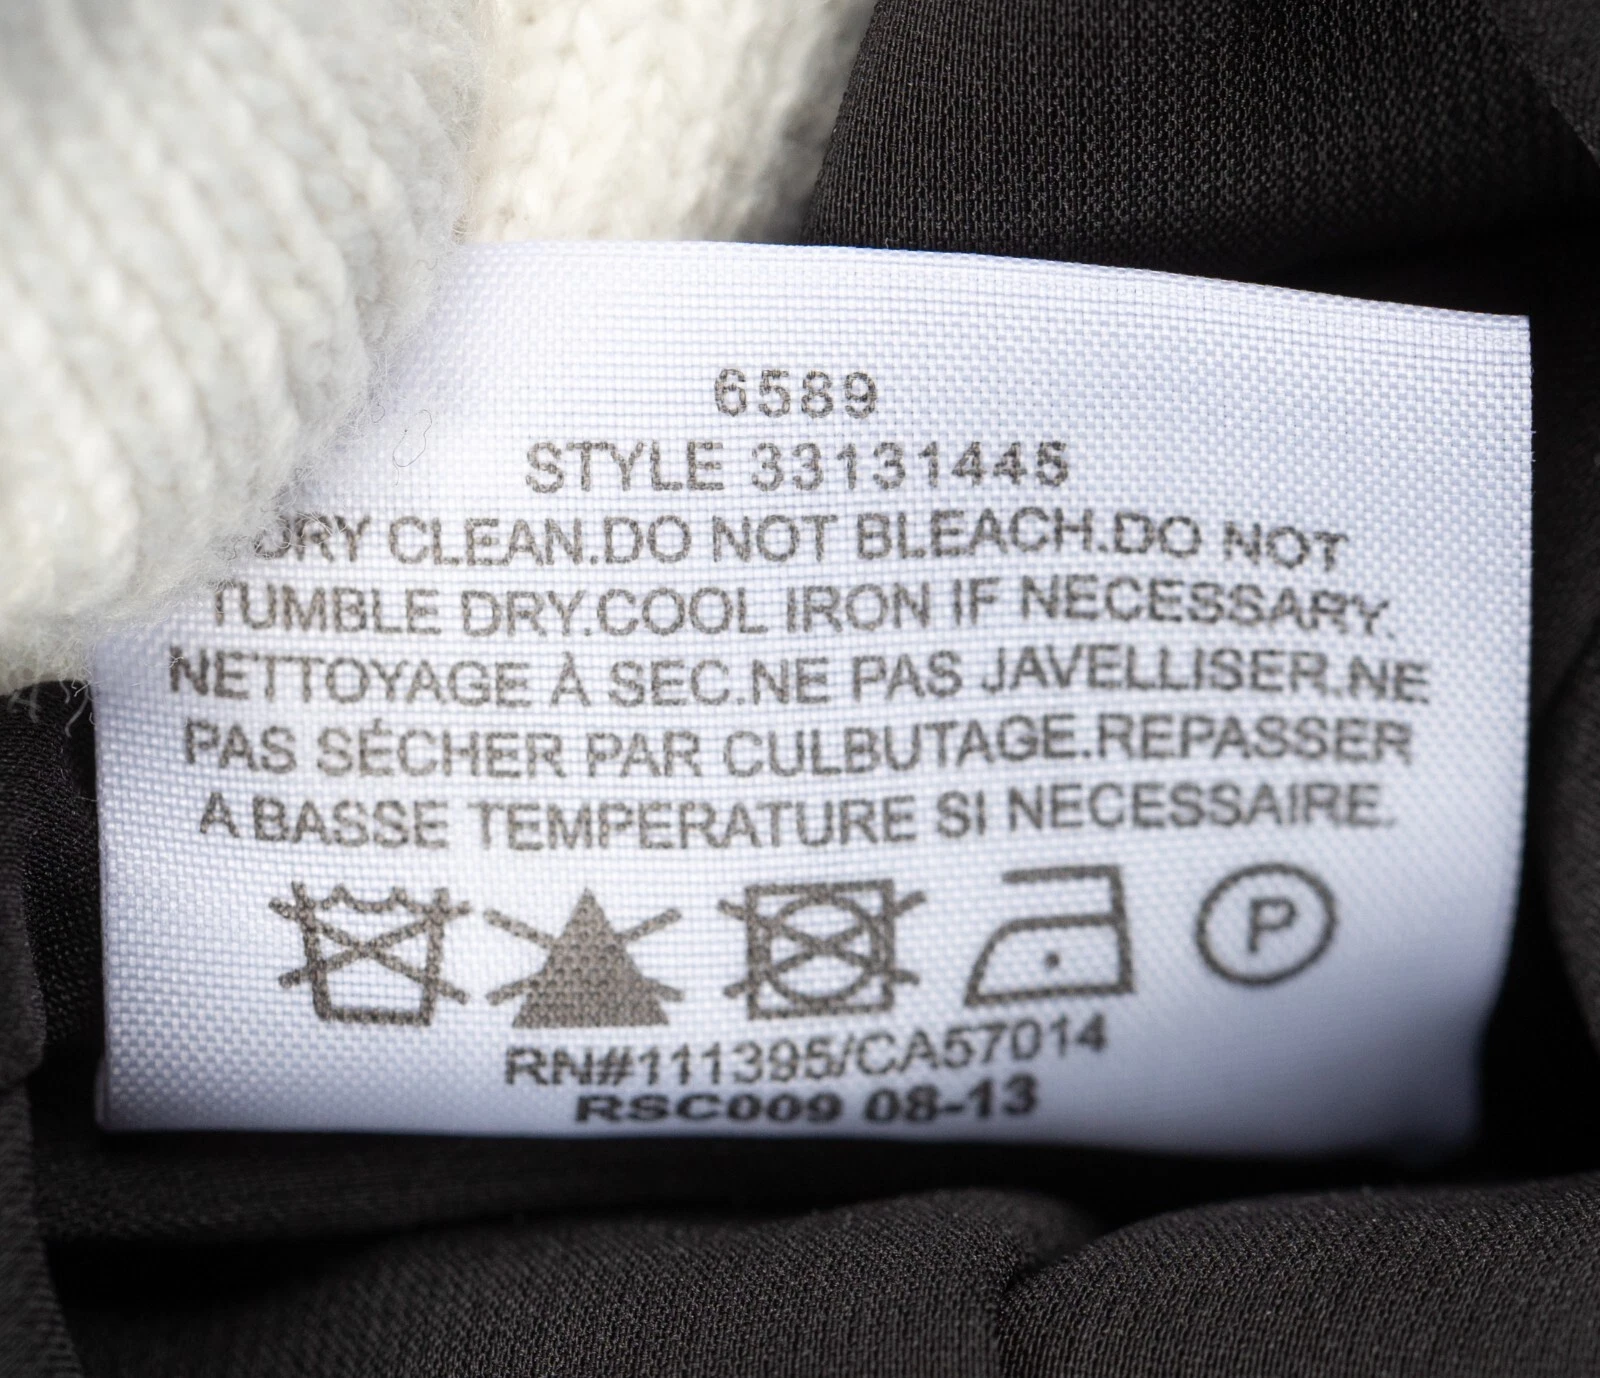 6589
STYLE 33131445
DRY CLEAN.DO NOT BLEACH.DO NOT
TUMBLE DRY.COOL IRON IF NECESSARY.
NETTOYAGE À SEC.NE PAS JAVELLISER.NE
PAS SÉCHER PAR CULBUTAGE.REPASSER
A BASSE TEMPERATURE SI NECESSAIRE.
P
RN#111395/CA57014
RSC009 08-13